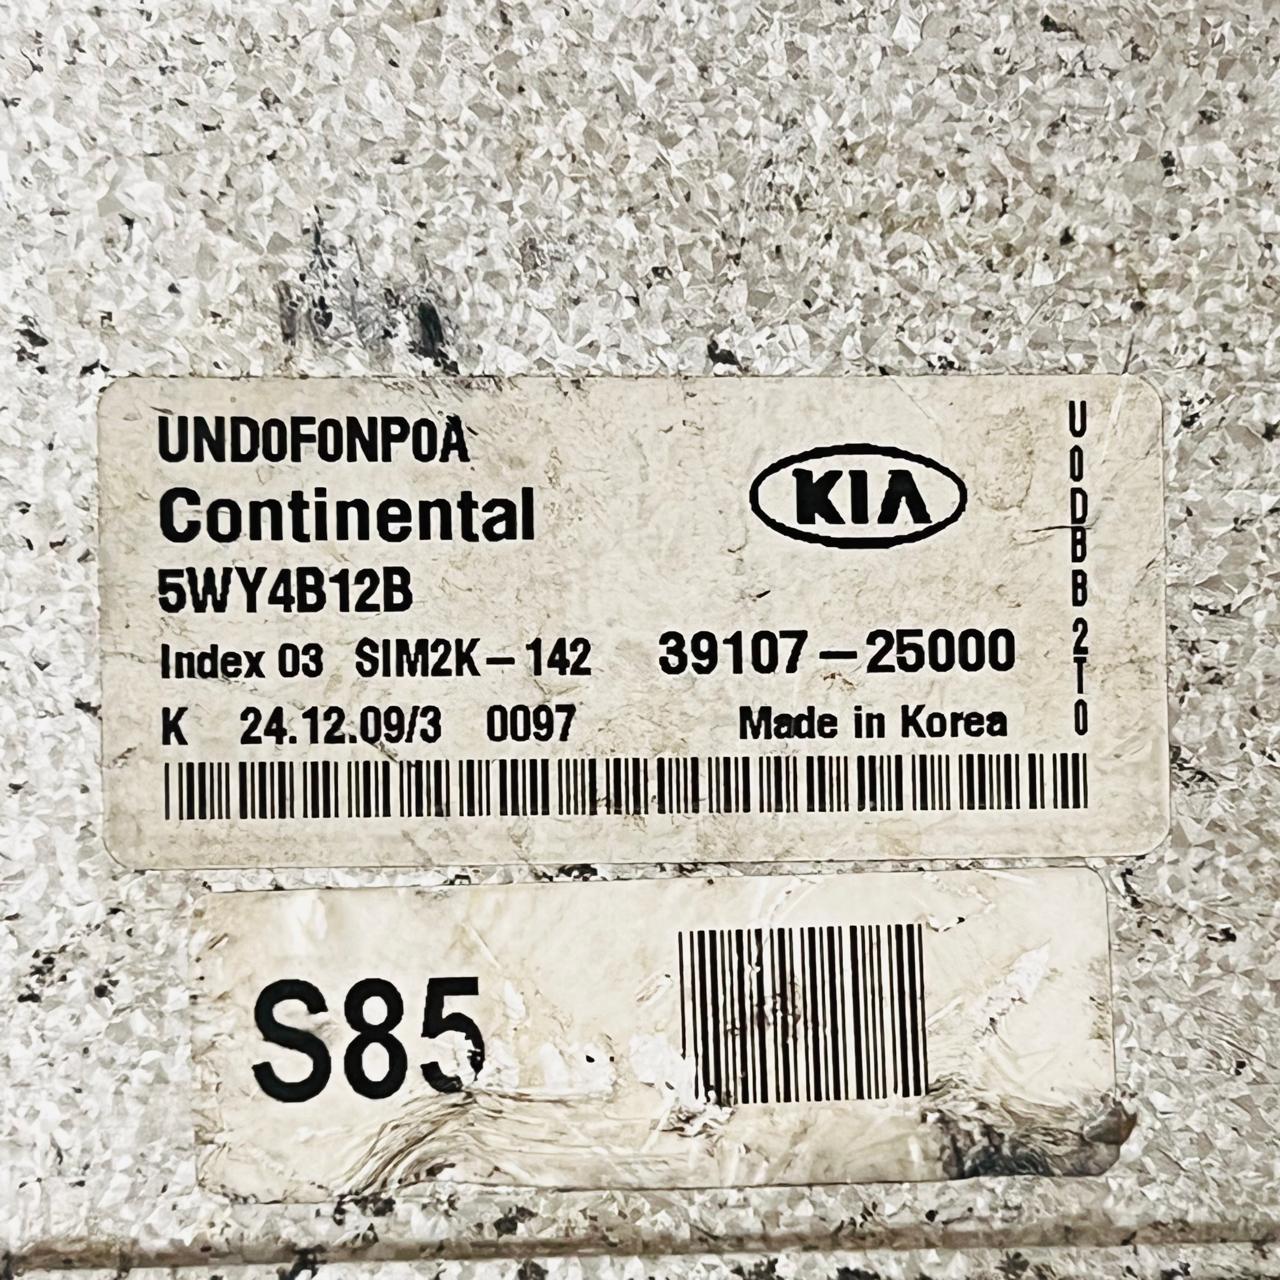 UND0F0NP0A
Continental
KIA
5WY4B12B
Index 03 SIM2K-142 39107-25000
K 24.12.09/3 0097 Made in Korea
U0DBB2T0
S85